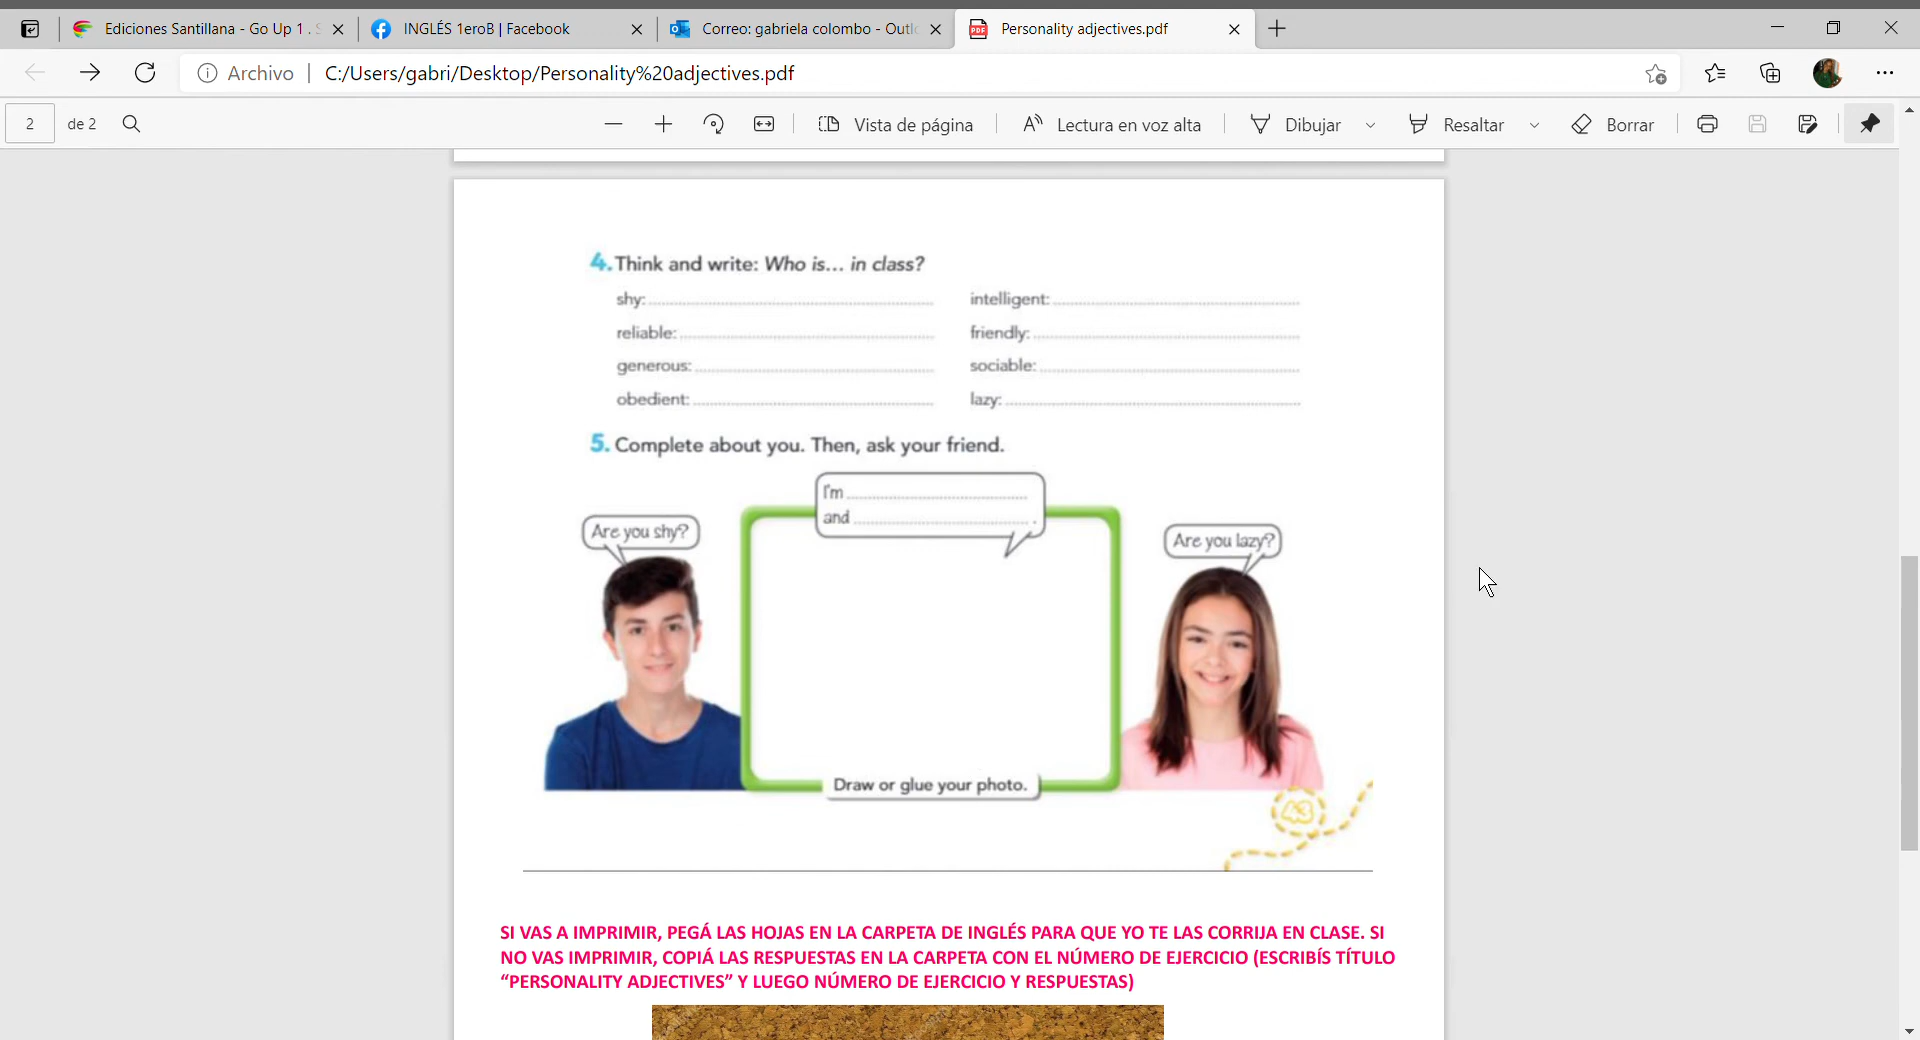 Ediciones Santillana - Go Up 1 .
INGLÉS 1eroB | Facebook
Correo: gabriela colombo - Outlo
Personality adjectives.pdf
Archivo
C:/Users/gabri/Desktop/Personality%20adjectives.pdf
2
de 2
Vista de página
Lectura en voz alta
Dibujar
Resaltar
Borrar
4. Think and write: Who is... in class?
shy:
intelligent:
reliable:
friendly:
generous:
sociable:
obedient:
lazy:
5. Complete about you. Then, ask your friend.
I'm
and .
Are you shy?
Are you lazy?
Draw or glue your photo.
43
SI VAS A IMPRIMIR, PEGÁ LAS HOJAS EN LA CARPETA DE INGLÉS PARA QUE YO TE LAS CORRIJA EN CLASE. SI
NO VAS IMPRIMIR, COPIÁ LAS RESPUESTAS EN LA CARPETA CON EL NÚMERO DE EJERCICIO (ESCRIBÍS TÍTULO
“PERSONALITY ADJECTIVES” Y LUEGO NÚMERO DE EJERCICIO Y RESPUESTAS)